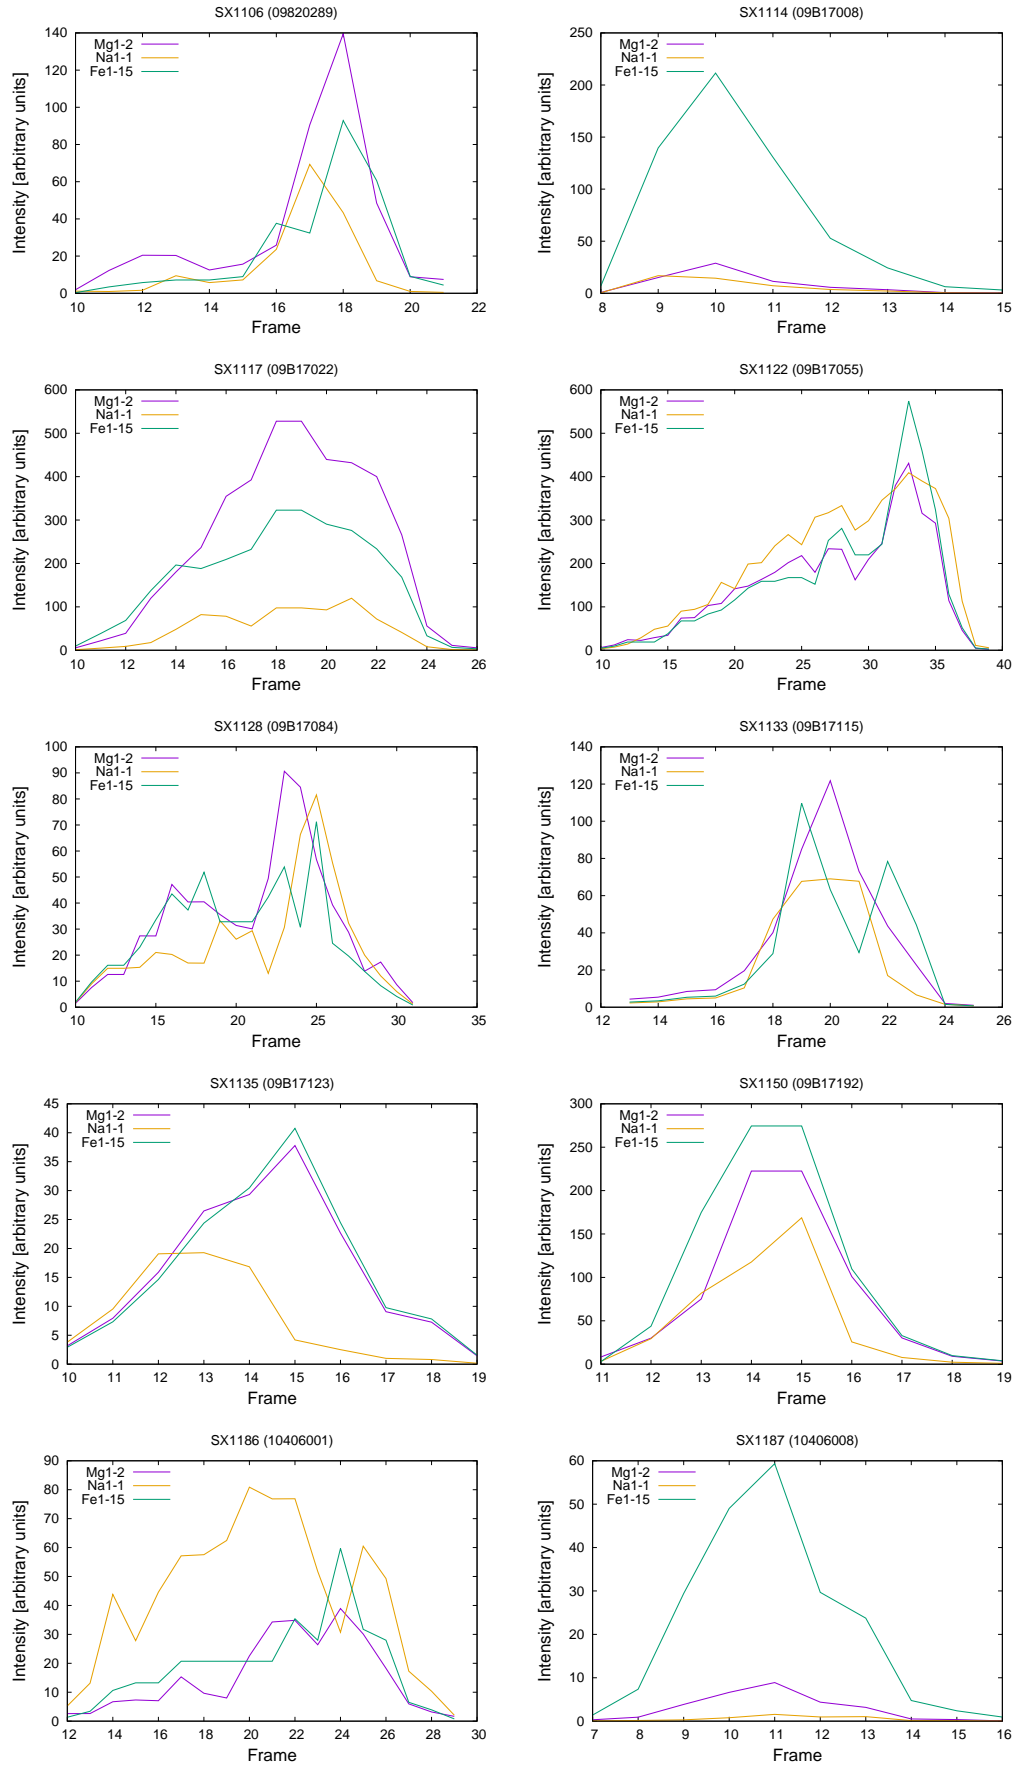 SX1106 (09820289)
Intensity [arbitrary units]
Mg1-2
Na1-1
Fe1-15
0 20 40 60 80 100 120 140
10 12 14 16 18 20 22
Frame
SX1114 (09B17008)
Intensity [arbitrary units]
Mg1-2
Na1-1
Fe1-15
0 50 100 150 200 250
8 9 10 11 12 13 14 15
Frame
SX1117 (09B17022)
Intensity [arbitrary units]
Mg1-2
Na1-1
Fe1-15
0 100 200 300 400 500 600
10 12 14 16 18 20 22 24 26
Frame
SX1122 (09B17055)
Intensity [arbitrary units]
Mg1-2
Na1-1
Fe1-15
0 100 200 300 400 500 600
10 15 20 25 30 35 40
Frame
SX1128 (09B17084)
Intensity [arbitrary units]
Mg1-2
Na1-1
Fe1-15
0 10 20 30 40 50 60 70 80 90 100
10 15 20 25 30 35
Frame
SX1133 (09B17115)
Intensity [arbitrary units]
Mg1-2
Na1-1
Fe1-15
0 20 40 60 80 100 120 140
12 14 16 18 20 22 24 26
Frame
SX1135 (09B17123)
Intensity [arbitrary units]
Mg1-2
Na1-1
Fe1-15
0 5 10 15 20 25 30 35 40 45
10 11 12 13 14 15 16 17 18 19
Frame
SX1150 (09B17192)
Intensity [arbitrary units]
Mg1-2
Na1-1
Fe1-15
0 50 100 150 200 250 300
11 12 13 14 15 16 17 18 19
Frame
SX1186 (10406001)
Intensity [arbitrary units]
Mg1-2
Na1-1
Fe1-15
0 10 20 30 40 50 60 70 80 90
12 14 16 18 20 22 24 26 28 30
Frame
SX1187 (10406008)
Intensity [arbitrary units]
Mg1-2
Na1-1
Fe1-15
0 10 20 30 40 50 60
7 8 9 10 11 12 13 14 15 16
Frame